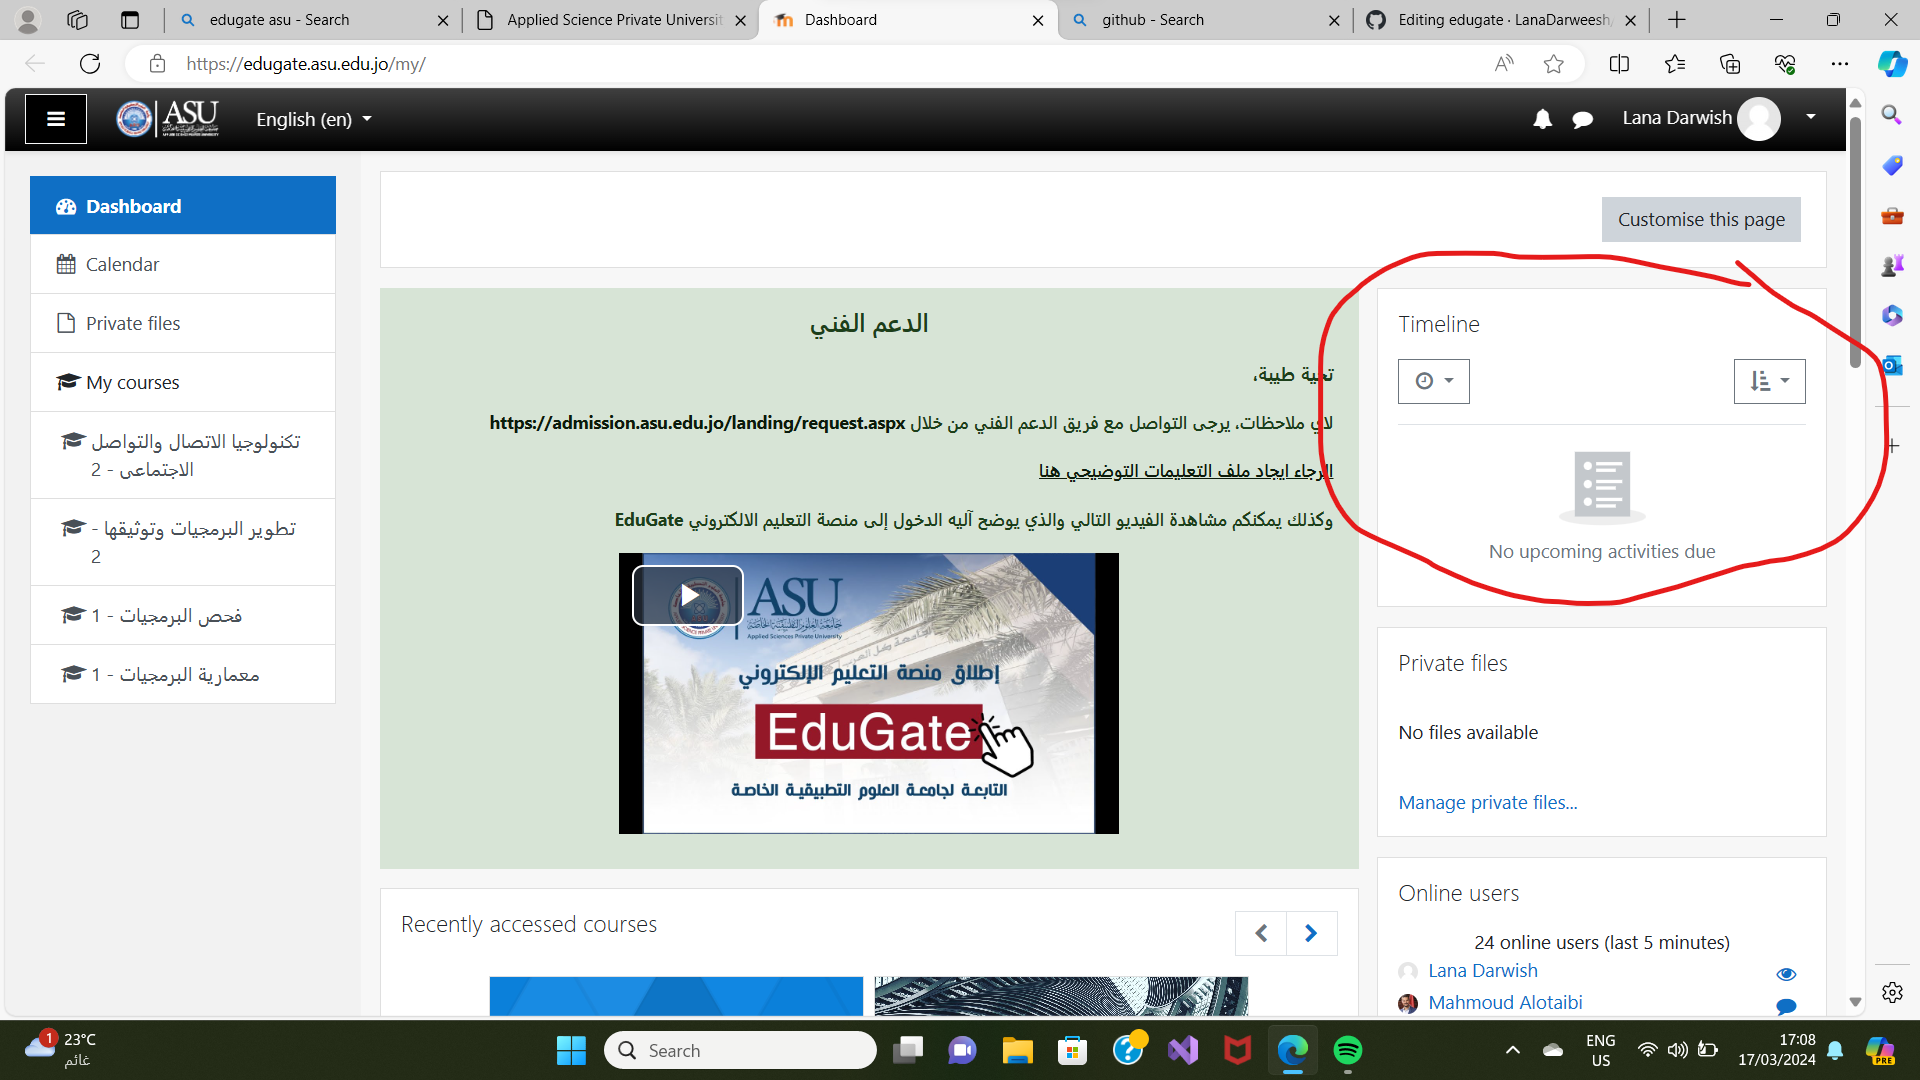 edugate asu - Search
Applied Science Private Universit
Dashboard
github - Search
Editing edugate · LanaDarweesh/
https://edugate.asu.edu.jo/my/
ASU
English (en)
Lana Darwish
Dashboard
Calendar
Private files
My courses
تكنولوجيا الاتصال والتواصل
الاجتماعي - 2
تطوير البرمجيات وتوثيقها -
2
فحص البرمجيات - 1
معمارية البرمجيات - 1
Customise this page
الدعم الفني
تحية طيبة،
لاي ملاحظات، يرجى التواصل مع فريق الدعم الفني من خلال https://admission.asu.edu.jo/landing/request.aspx
الرجاء ايجاد ملف التعليمات التوضيحي هنا
وكذلك يمكنكم مشاهدة الفيديو التالي والذي يوضح آليه الدخول إلى منصة التعليم الالكتروني EduGate
ASU
جامعة العلوم التطبيقية الخاصة
Applied Sciences Private University
إطلاق منصة التعليم الإلكتروني
EduGate
التابعة لجامعة العلوم التطبيقية الخاصة
Recently accessed courses
Timeline
No upcoming activities due
Private files
No files available
Manage private files...
Online users
24 online users (last 5 minutes)
Lana Darwish
Mahmoud Alotaibi
1
23°C
غائم
Search
ENG
US
17:08
17/03/2024
PRE